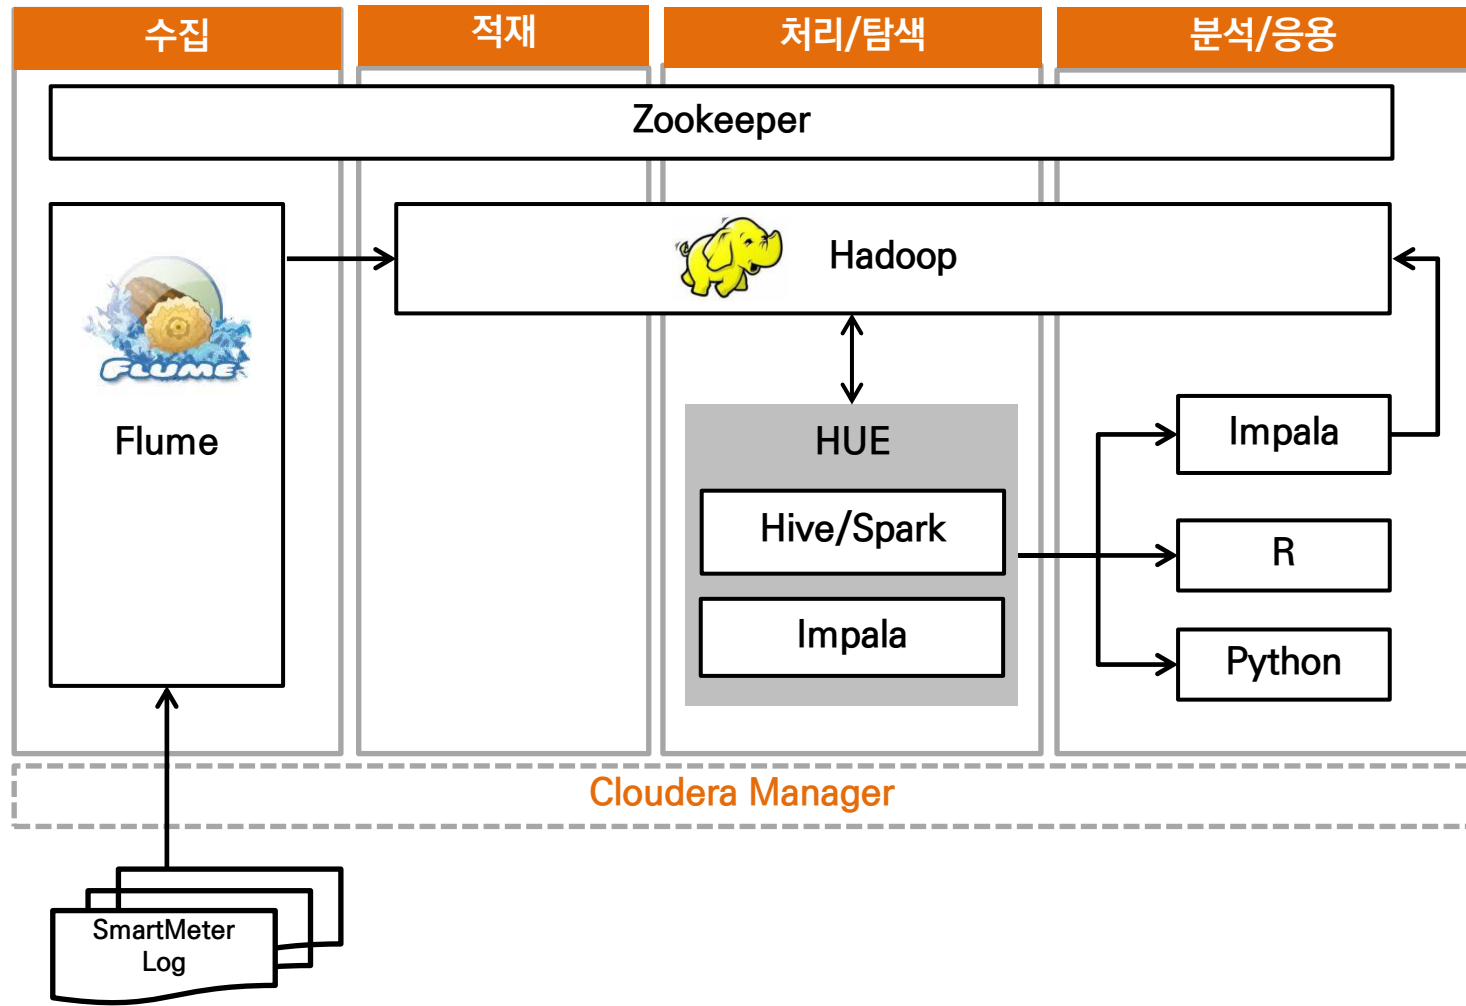 수집
적재
처리/탐색
분석/응용
Zookeeper
FLUME
Flume
Hadoop
HUE
Hive/Spark
Impala
Impala
R
Python
Cloudera Manager
SmartMeter
Log